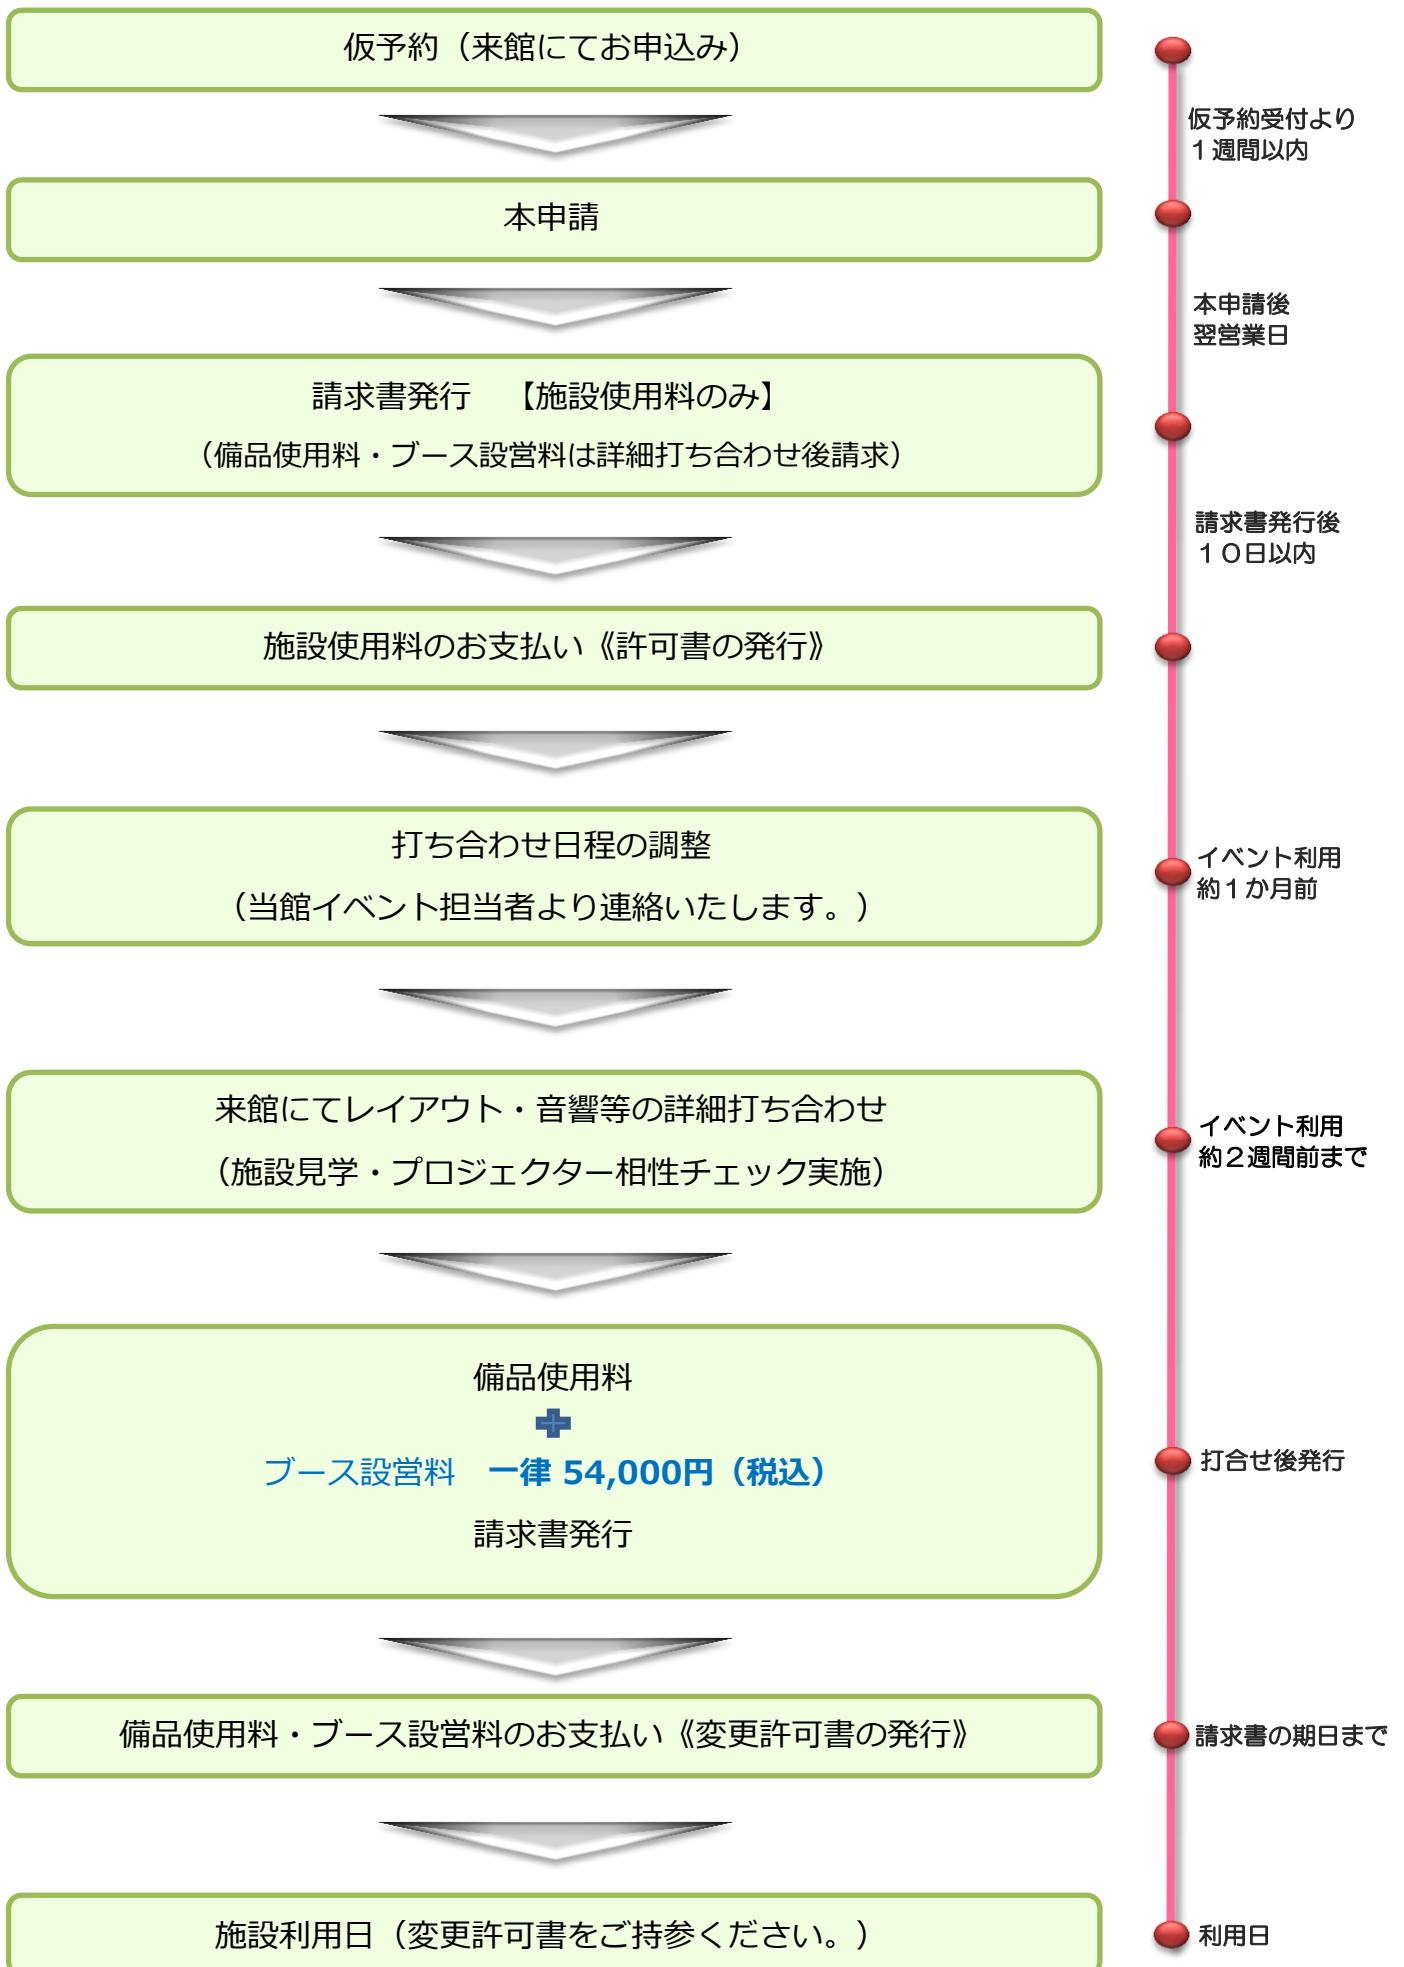 仮予約（来館にてお申込み）
仮予約受付より
１週間以内
本申請
本申請後
翌営業日
請求書発行　【施設使用料のみ】
（備品使用料・ブース設営料は詳細打ち合わせ後請求）
請求書発行後
１０日以内
施設使用料のお支払い《許可書の発行》
打ち合わせ日程の調整
（当館イベント担当者より連絡いたします。）
イベント利用
約１か月前
来館にてレイアウト・音響等の詳細打ち合わせ
（施設見学・プロジェクター相性チェック実施）
イベント利用
約２週間前まで
備品使用料
ブース設営料　一律 54,000円（税込）
請求書発行
打合せ後発行
備品使用料・ブース設営料のお支払い《変更許可書の発行》
請求書の期日まで
施設利用日（変更許可書をご持参ください。）
利用日